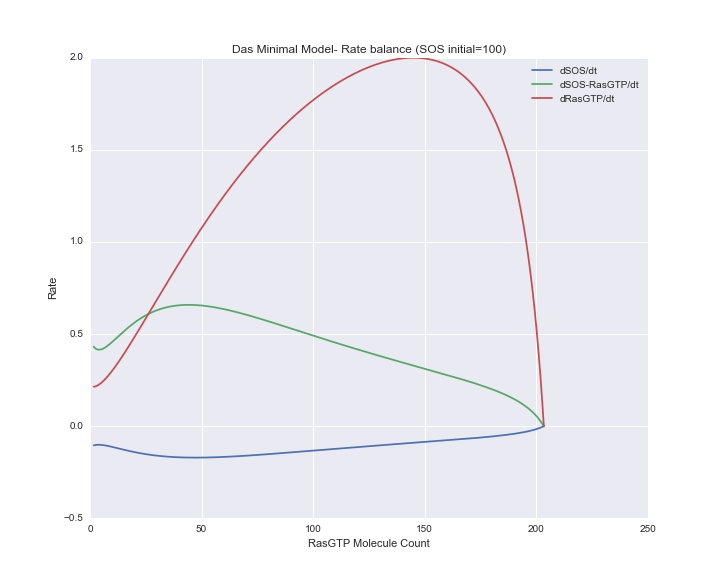 Das Minimal Model- Rate balance (SOS initial=100)
dSOS/dt
dSOS-RasGTP/dt
dRasGTP/dt
2.0
1.5
1.0
0.5
0.0
−0.5
Rate
0 50 100 150 200 250
RasGTP Molecule Count